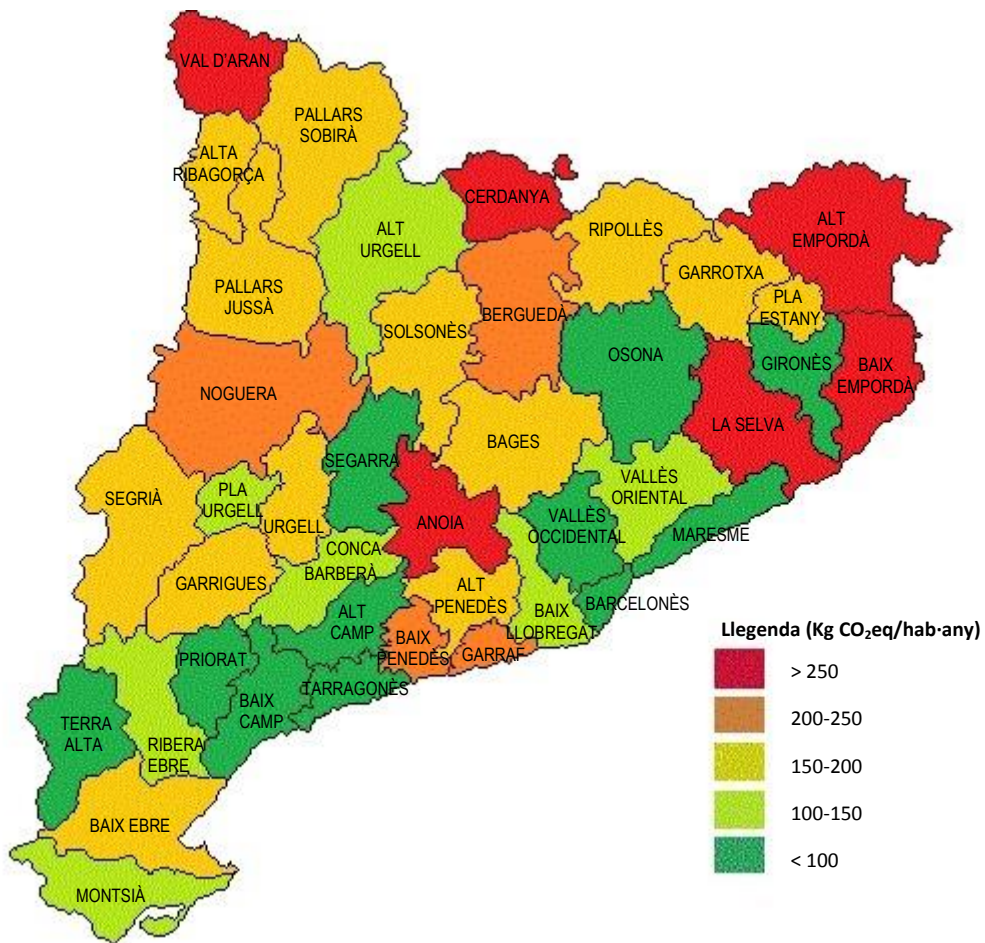 VAL D'ARAN
PALLARS
SOBIRÀ
ALTA
RIBAGORÇA
CERDANYA
ALT
URGELL
RIPOLLÈS
ALT
EMPORDÀ
GARROTXA
PLA
ESTANY
PALLARS
JUSSÀ
SOLSONÈS
BERGUEDÀ
OSONA
GIRONÈS
BAIX
EMPORDÀ
NOGUERA
LA SELVA
BAGES
SEGARRA
SEGRIÀ
PLA
URGELL
URGELL
ANOIA
VALLÈS
ORIENTAL
VALLÈS
OCCIDENTAL
MARESME
CONCA
BARBERÀ
GARRIGUES
ALT
PENEDÈS
BAIX
LLOBREGAT
BARCELONÈS
ALT
CAMP
BAIX
PENEDÈS
GARRAF
PRIORAT
TARRAGONÈS
BAIX
CAMP
TERRA
ALTA
RIBERA
EBRE
BAIX EBRE
MONTSIÀ
Llegenda (Kg CO₂eq/hab·any)
> 250
200-250
150-200
100-150
< 100